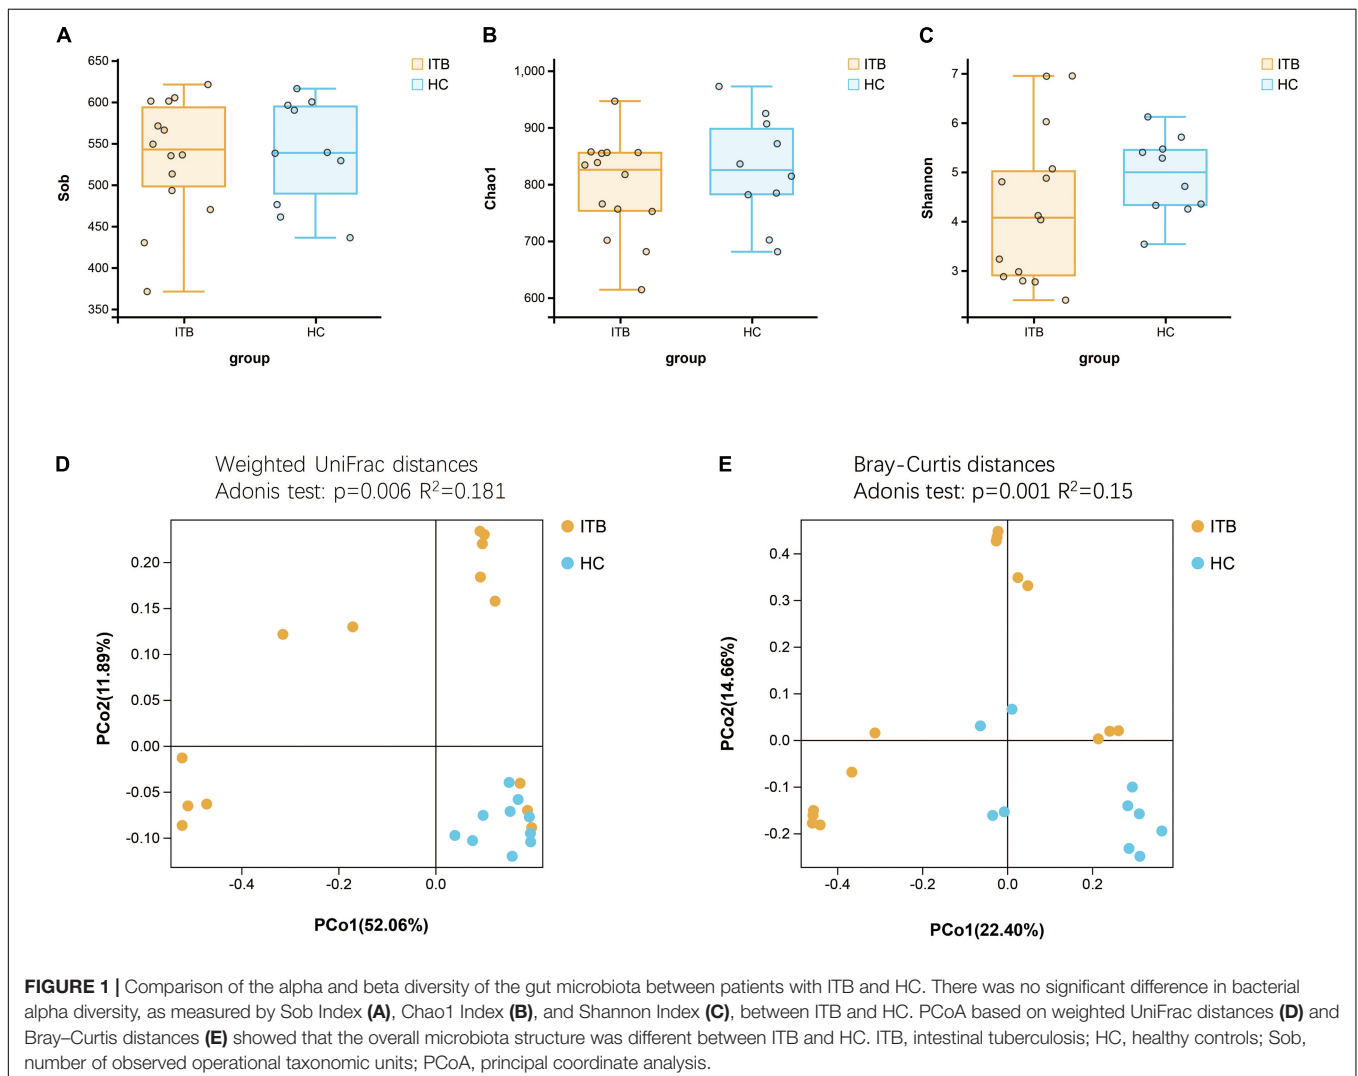 A
650
600
550
500
450
400
350
Sob
ITB
HC
group
ITB
HC
B
1,000
900
800
700
600
Chao1
ITB
HC
group
ITB
HC
C
7
6
5
4
3
Shannon
ITB
HC
group
ITB
HC
D
Weighted UniFrac distances
Adonis test: p=0.006 R²=0.181
ITB
HC
0.20
0.15
0.10
0.05
0.00
-0.05
-0.10
PCo2(11.89%)
-0.4
-0.2
0.0
PCo1(52.06%)
E
Bray-Curtis distances
Adonis test: p=0.001 R²=0.15
ITB
HC
0.4
0.3
0.2
0.1
0.0
-0.1
-0.2
PCo2(14.66%)
-0.4
-0.2
0.0
0.2
PCo1(22.40%)
FIGURE 1 | Comparison of the alpha and beta diversity of the gut microbiota between patients with ITB and HC. There was no significant difference in bacterial
alpha diversity, as measured by Sob Index (A), Chao1 Index (B), and Shannon Index (C), between ITB and HC. PCoA based on weighted UniFrac distances (D) and
Bray–Curtis distances (E) showed that the overall microbiota structure was different between ITB and HC. ITB, intestinal tuberculosis; HC, healthy controls; Sob,
number of observed operational taxonomic units; PCoA, principal coordinate analysis.